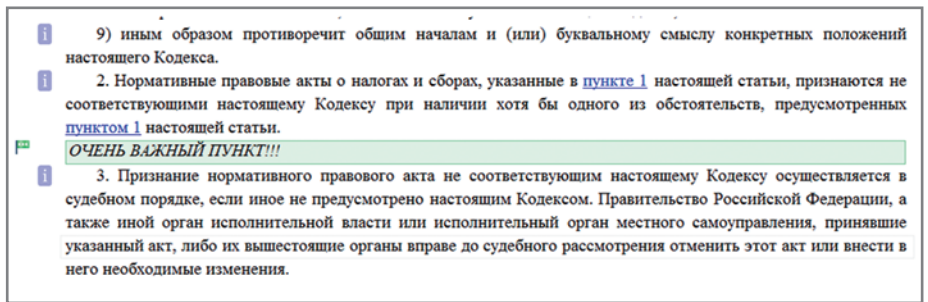 9) иным образом противоречит общим началам и (или) буквальному смыслу конкретных положений
настоящего Кодекса.
2. Нормативные правовые акты о налогах и сборах, указанные в пункте 1 настоящей статьи, признаются не
соответствующими настоящему Кодексу при наличии хотя бы одного из обстоятельств, предусмотренных
пунктом 1 настоящей статьи.
ОЧЕНЬ ВАЖНЫЙ ПУНКТ!!!
3. Признание нормативного правового акта не соответствующим настоящему Кодексу осуществляется в
судебном порядке, если иное не предусмотрено настоящим Кодексом. Правительство Российской Федерации, а
также иной орган исполнительной власти или исполнительный орган местного самоуправления, принявшие
указанный акт, либо их вышестоящие органы вправе до судебного рассмотрения отменить этот акт или внести в
него необходимые изменения.